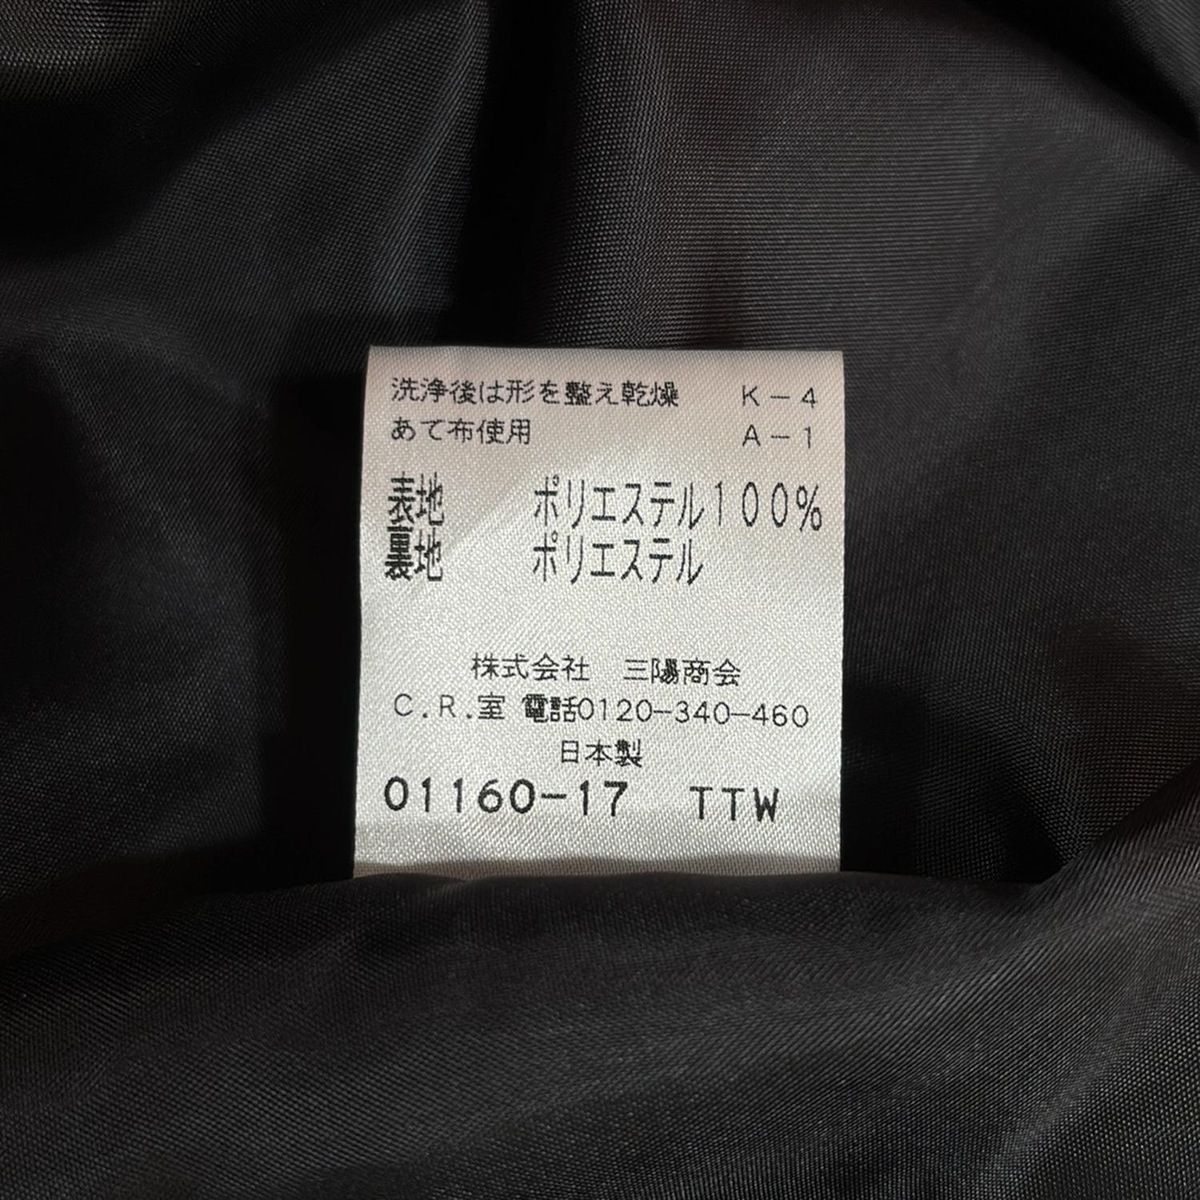 洗浄後は形を整え乾燥 K-4
あて布使用 A-1
表地 ポリエステル100%
裏地 ポリエステル
株式会社 三陽商会
C.R.室 電話0120-340-460
日本製
01160-17 TTW